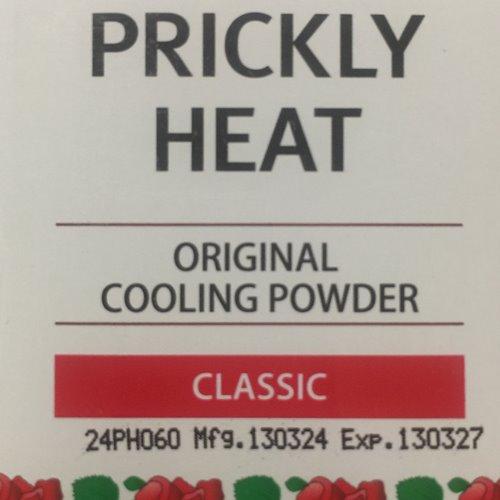 PRICKLY
HEAT
ORIGINAL
COOLING POWDER
CLASSIC
24PH060 Mfg.130324 Exp.130327